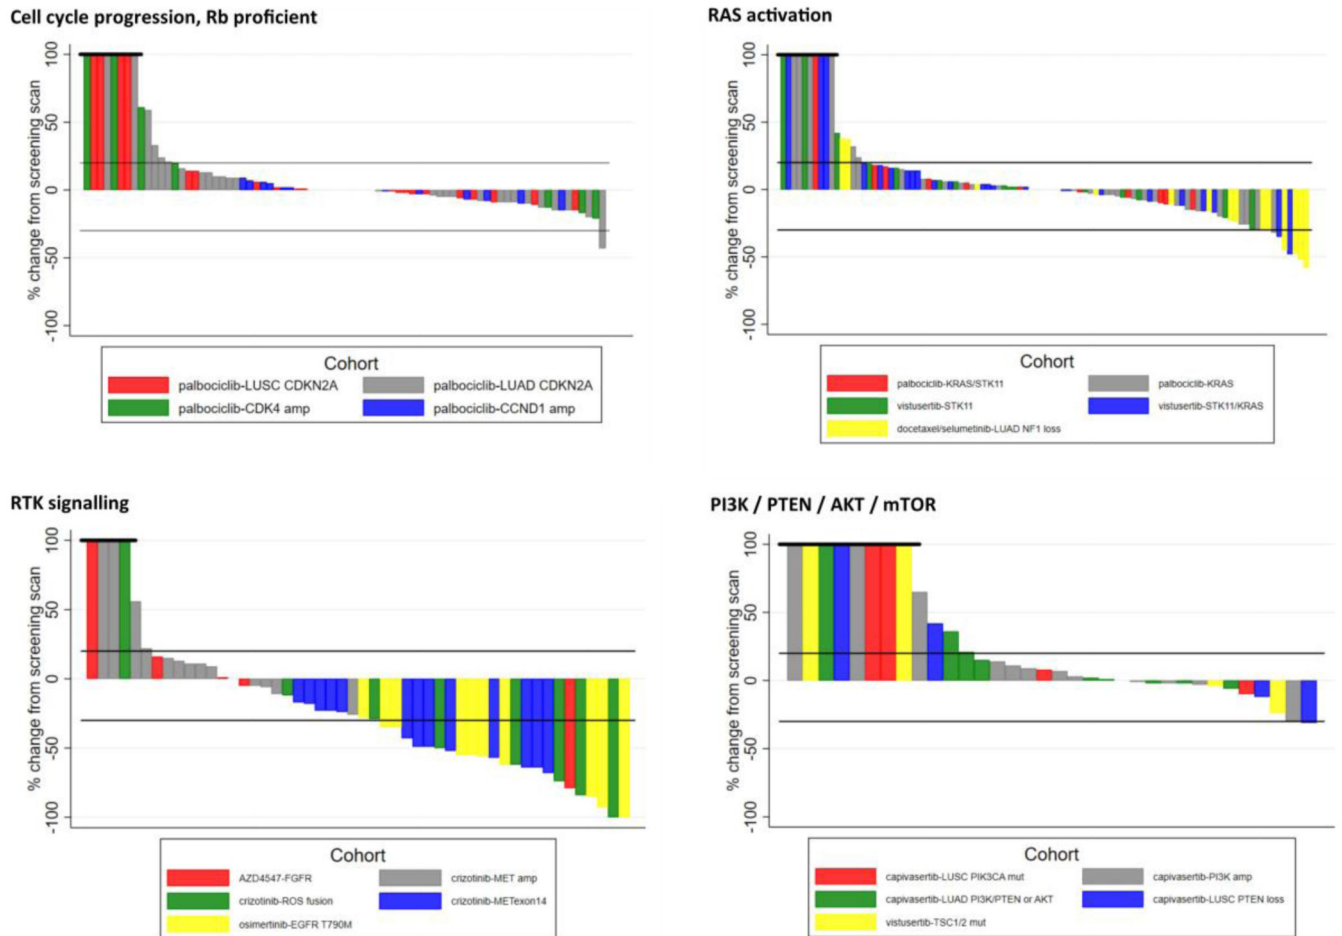 Cell cycle progression, Rb proficient
% change from screening scan
100
50
0
-50
-100
Cohort
palbociclib-LUSC CDKN2A
palbociclib-LUAD CDKN2A
palbociclib-CDK4 amp
palbociclib-CCND1 amp
RAS activation
% change from screening scan
100
50
0
-50
-100
Cohort
palbociclib-KRAS/STK11
palbociclib-KRAS
vistusertib-STK11
vistusertib-STK11/KRAS
docetaxel/selumetinib-LUAD NF1 loss
RTK signalling
% change from screening scan
100
50
0
-50
-100
Cohort
AZD4547-FGFR
crizotinib-MET amp
crizotinib-ROS fusion
crizotinib-METexon14
osimertinib-EGFR T790M
PI3K / PTEN / AKT / mTOR
% change from screening scan
100
50
0
-50
-100
Cohort
capivasertib-LUSC PIK3CA mut
capivasertib-PI3K amp
capivasertib-LUAD PI3K/PTEN or AKT
capivasertib-LUSC PTEN loss
vistusertib-TSC1/2 mut